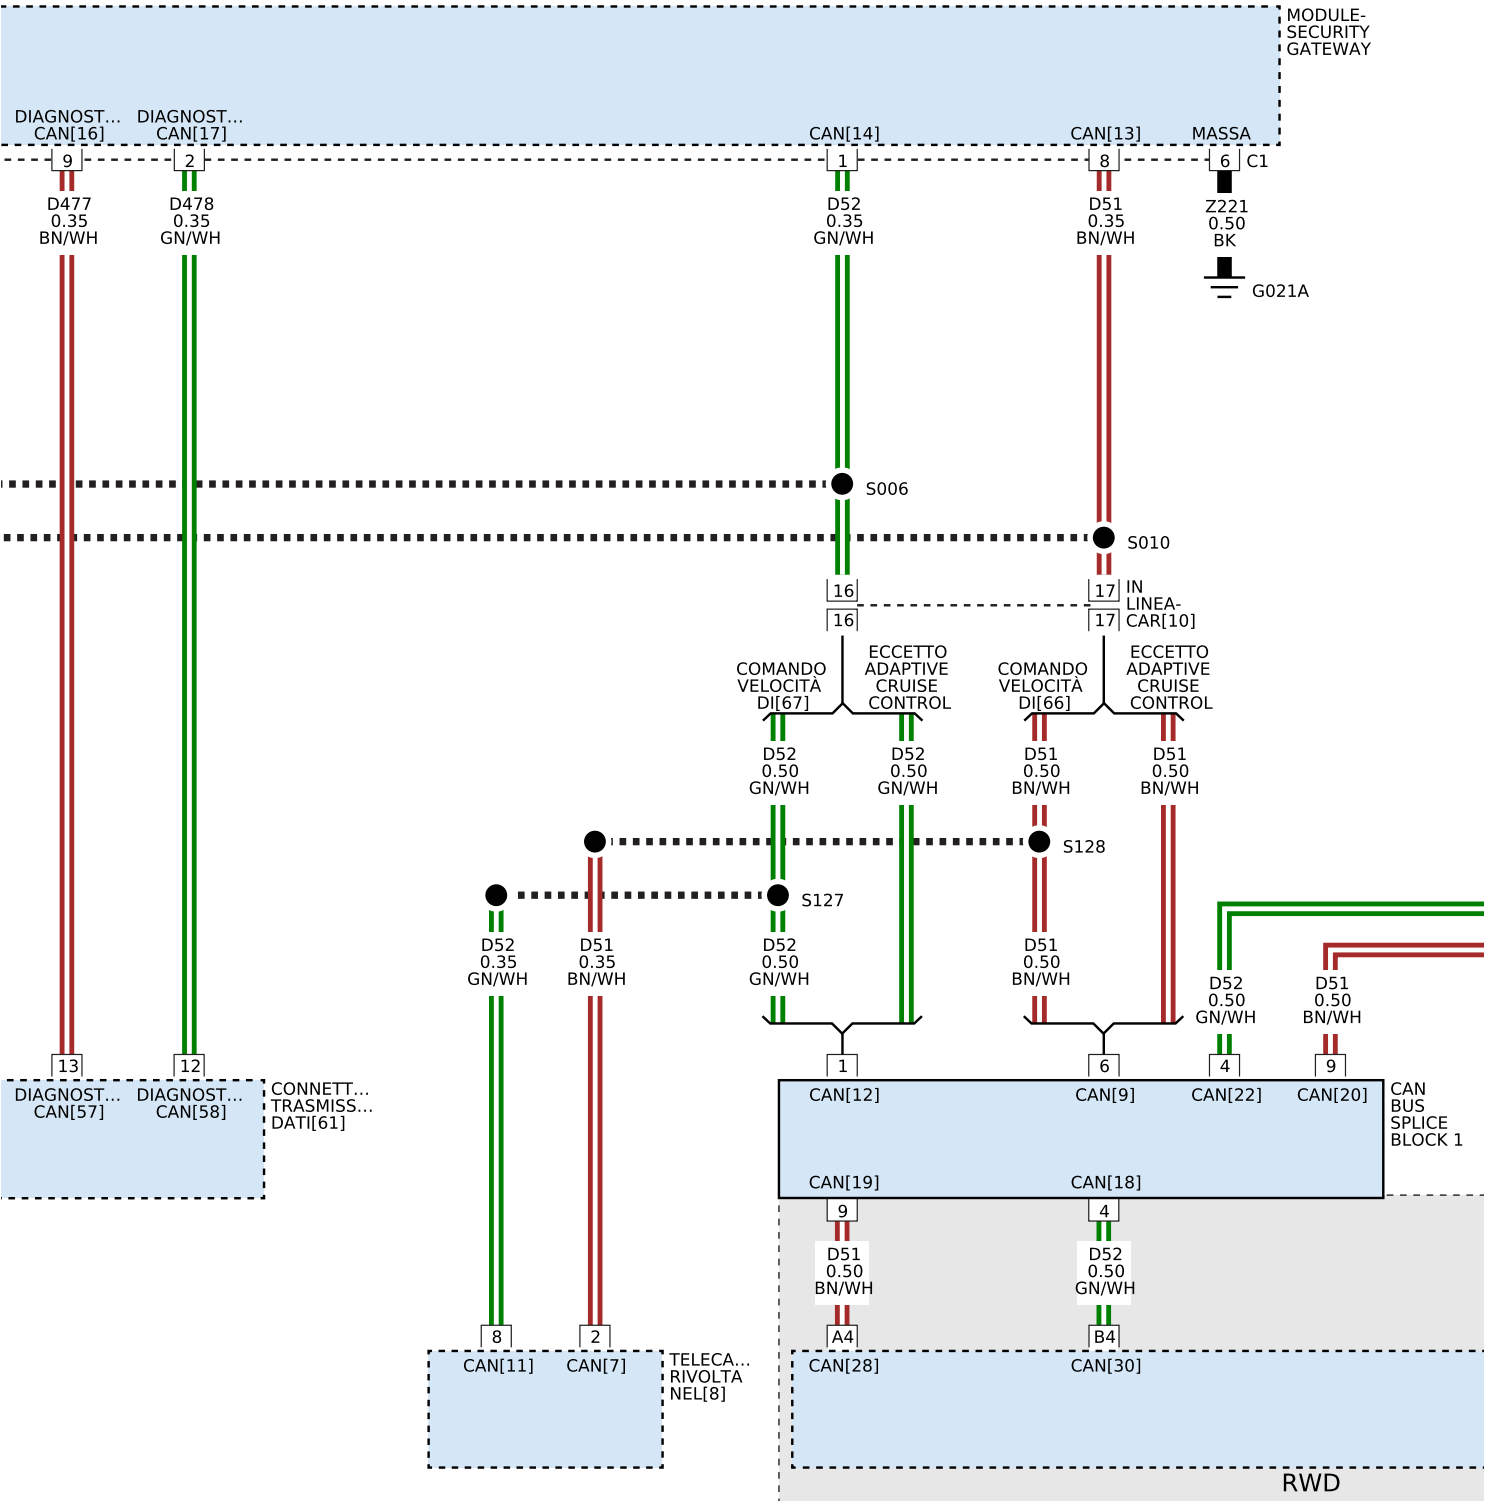 MODULE-
SECURITY
GATEWAY
DIAGNOST...
CAN[16]
DIAGNOST...
CAN[17]
CAN[14]
CAN[13]
MASSA
9
2
1
8
6
C1
D477
0.35
BN/WH
D478
0.35
GN/WH
D52
0.35
GN/WH
D51
0.35
BN/WH
Z221
0.50
BK
G021A
S006
S010
16
17
IN
LINEA-
CAR[10]
16
17
COMANDO
VELOCITÀ
DI[67]
ECCETTO
ADAPTIVE
CRUISE
CONTROL
COMANDO
VELOCITÀ
DI[66]
ECCETTO
ADAPTIVE
CRUISE
CONTROL
D52
0.50
GN/WH
D52
0.50
GN/WH
D51
0.50
BN/WH
D51
0.50
BN/WH
S128
S127
D52
0.35
GN/WH
D51
0.35
BN/WH
D52
0.50
GN/WH
D51
0.50
BN/WH
D52
0.50
GN/WH
D51
0.50
BN/WH
13
12
1
6
4
9
DIAGNOST...
CAN[57]
DIAGNOST...
CAN[58]
CONNETT...
TRASMISS...
DATI[61]
CAN[12]
CAN[9]
CAN[22]
CAN[20]
CAN
BUS
SPLICE
BLOCK 1
CAN[19]
CAN[18]
9
4
D51
0.50
BN/WH
D52
0.50
GN/WH
8
2
A4
B4
CAN[11]
CAN[7]
TELECA...
RIVOLTA
NEL[8]
CAN[28]
CAN[30]
RWD